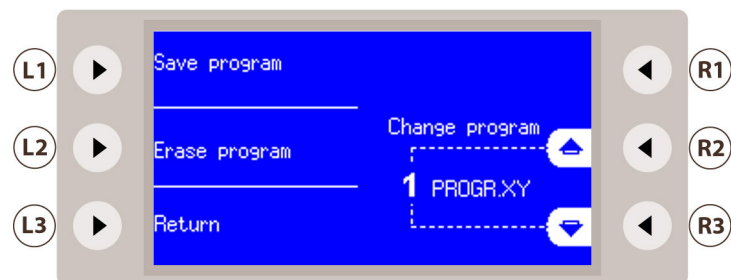 L1
Save program
R1
Change program
L2
Erase program
R2
1 PROGR.XY
L3
Return
R3